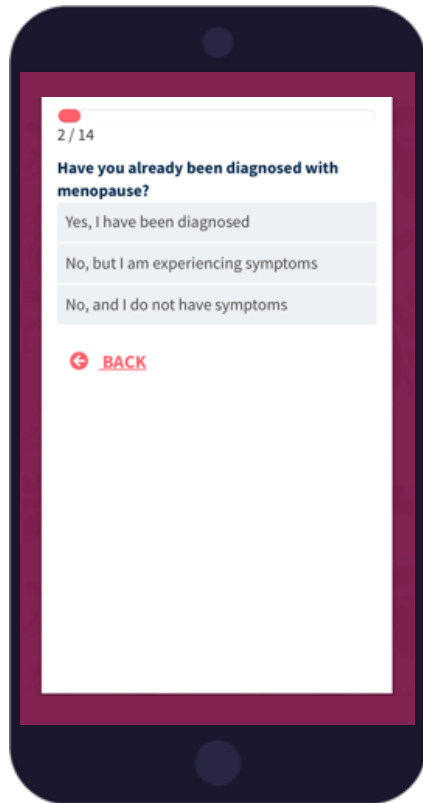 2 / 14
Have you already been diagnosed with
menopause?
Yes, I have been diagnosed
No, but I am experiencing symptoms
No, and I do not have symptoms
BACK